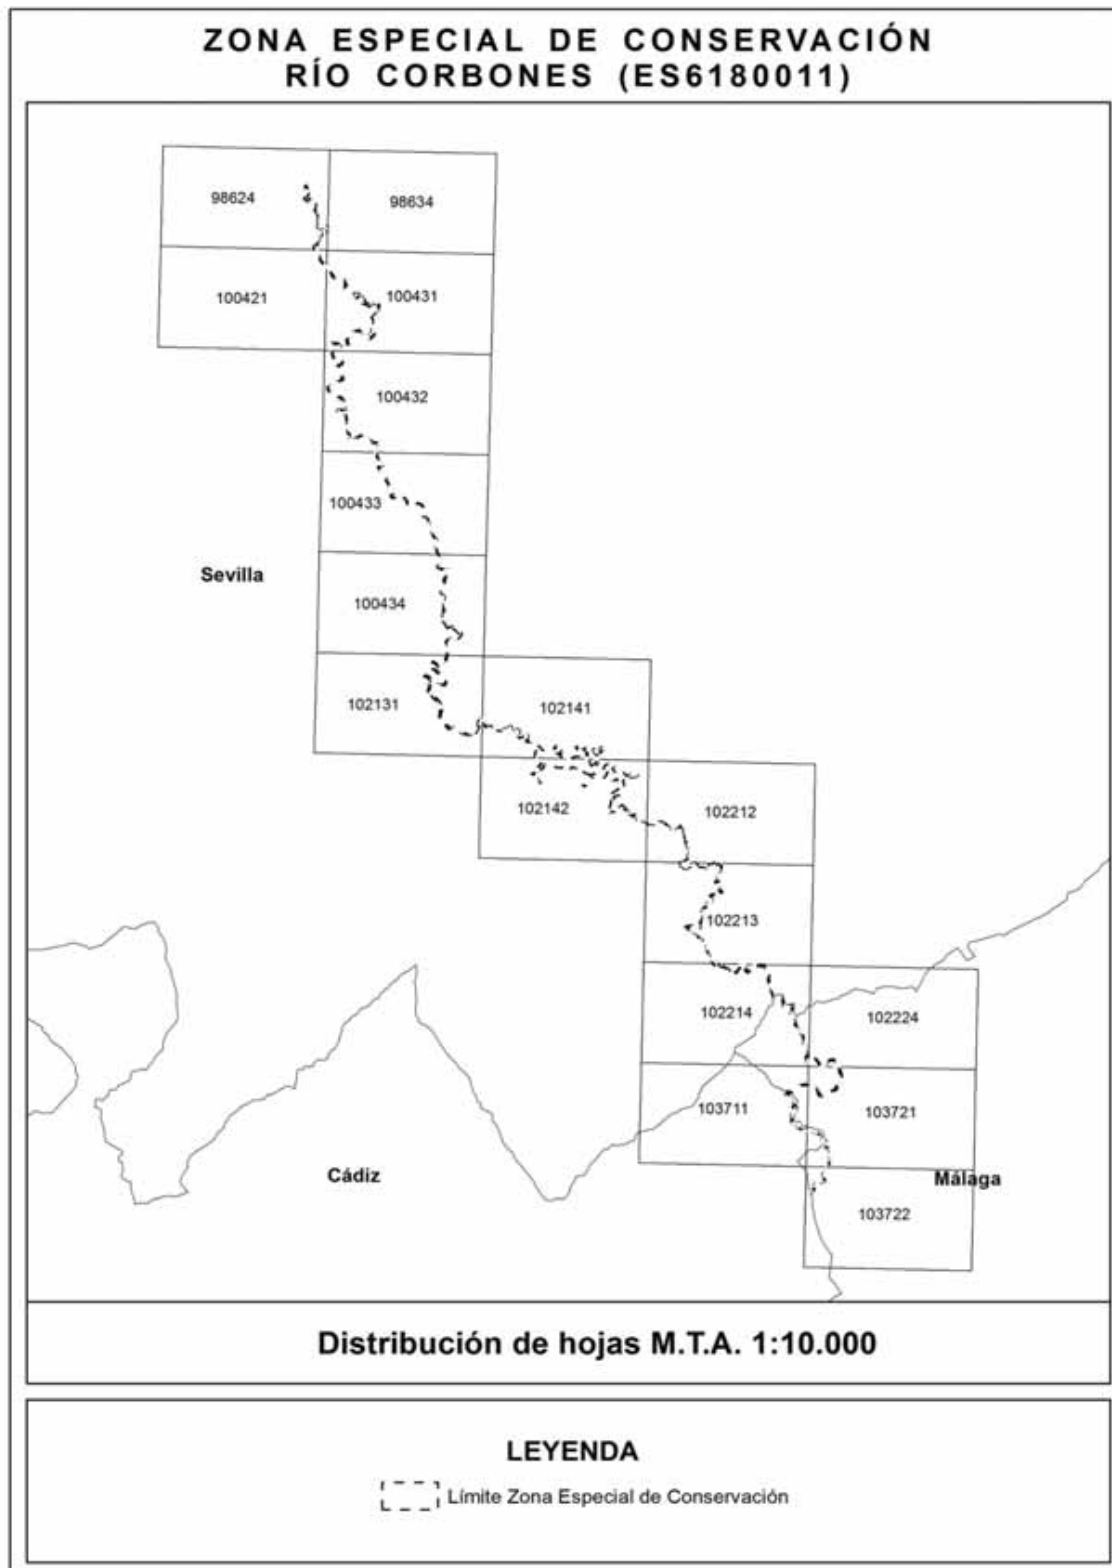 ZONA ESPECIAL DE CONSERVACIÓN
RÍO CORBONES (ES6180011)
98624
98634
100421
100431
100432
100433
Sevilla
100434
102131
102141
102142
102212
102213
102214
102224
103711
103721
Cádiz
Málaga
103722
Distribución de hojas M.T.A. 1:10.000
LEYENDA
Límite Zona Especial de Conservación